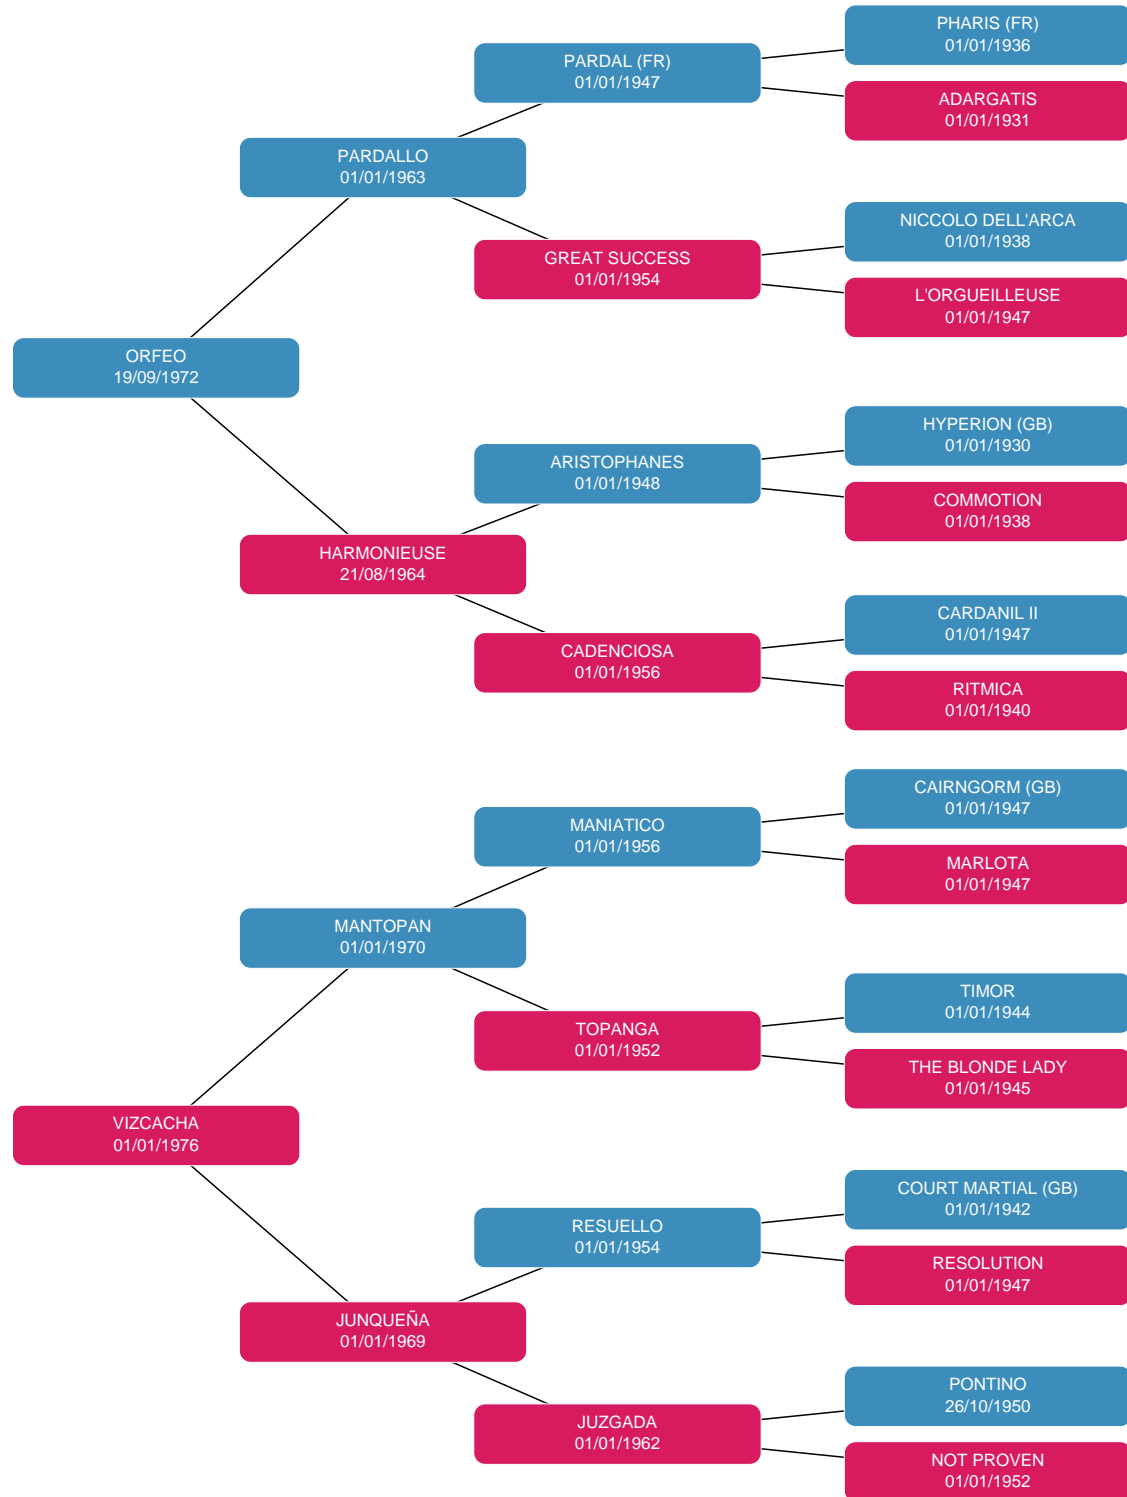 PHARIS (FR)
01/01/1936
PARDAL (FR)
01/01/1947
ADARGATIS
01/01/1931
PARDALLO
01/01/1963
NICCOLO DELL'ARCA
01/01/1938
GREAT SUCCESS
01/01/1954
L'ORGUEILLEUSE
01/01/1947
ORFEO
19/09/1972
HYPERION (GB)
01/01/1930
ARISTOPHANES
01/01/1948
COMMOTION
01/01/1938
HARMONIEUSE
21/08/1964
CARDANIL II
01/01/1947
CADENCIOSA
01/01/1956
RITMICA
01/01/1940
CAIRNGORM (GB)
01/01/1947
MANIATICO
01/01/1956
MARLOTA
01/01/1947
MANTOPAN
01/01/1970
TIMOR
01/01/1944
TOPANGA
01/01/1952
THE BLONDE LADY
01/01/1945
VIZCACHA
01/01/1976
COURT MARTIAL (GB)
01/01/1942
RESUELLO
01/01/1954
RESOLUTION
01/01/1947
JUNQUEÑA
01/01/1969
PONTINO
26/10/1950
JUZGADA
01/01/1962
NOT PROVEN
01/01/1952